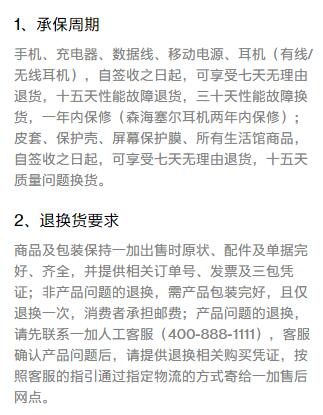 1、承保周期
手机、充电器、数据线、移动电源、耳机（有线/
无线耳机），自签收之日起，可享受七天无理由
退货，十五天性能故障退货，三十天性能故障换
货，一年内保修（森海塞尔耳机两年内保修）；
皮套、保护壳、屏幕保护膜、所有生活馆商品，
自签收之日起，可享受七天无理由退货，十五天
质量问题换货。
2、退换货要求
商品及包装保持一加出售时原状、配件及单据完
好、齐全，并提供相关订单号、发票及三包凭
证；非产品问题的退换，需产品包装完好，且仅
退换一次，消费者承担邮费；产品问题的退换，
请先联系一加人工客服（400-888-1111），客服
确认产品问题后，请提供退换相关购买凭证，按
照客服的指引通过指定物流的方式寄给一加售后
网点。